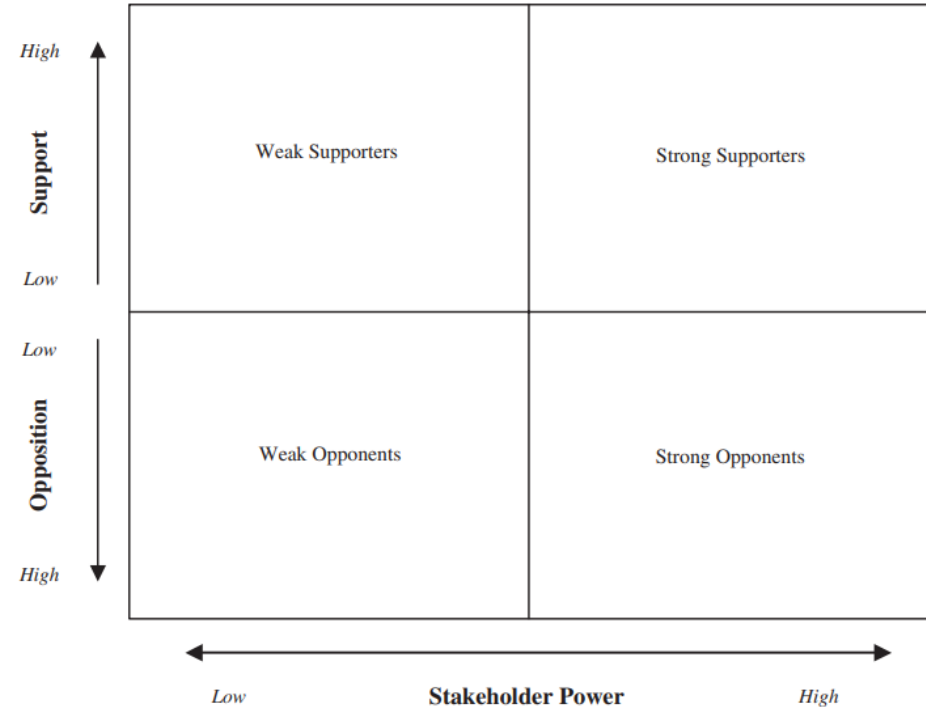 High
Support
Weak Supporters
Strong Supporters
Low
Low
Opposition
Weak Opponents
Strong Opponents
High
Low
Stakeholder Power
High